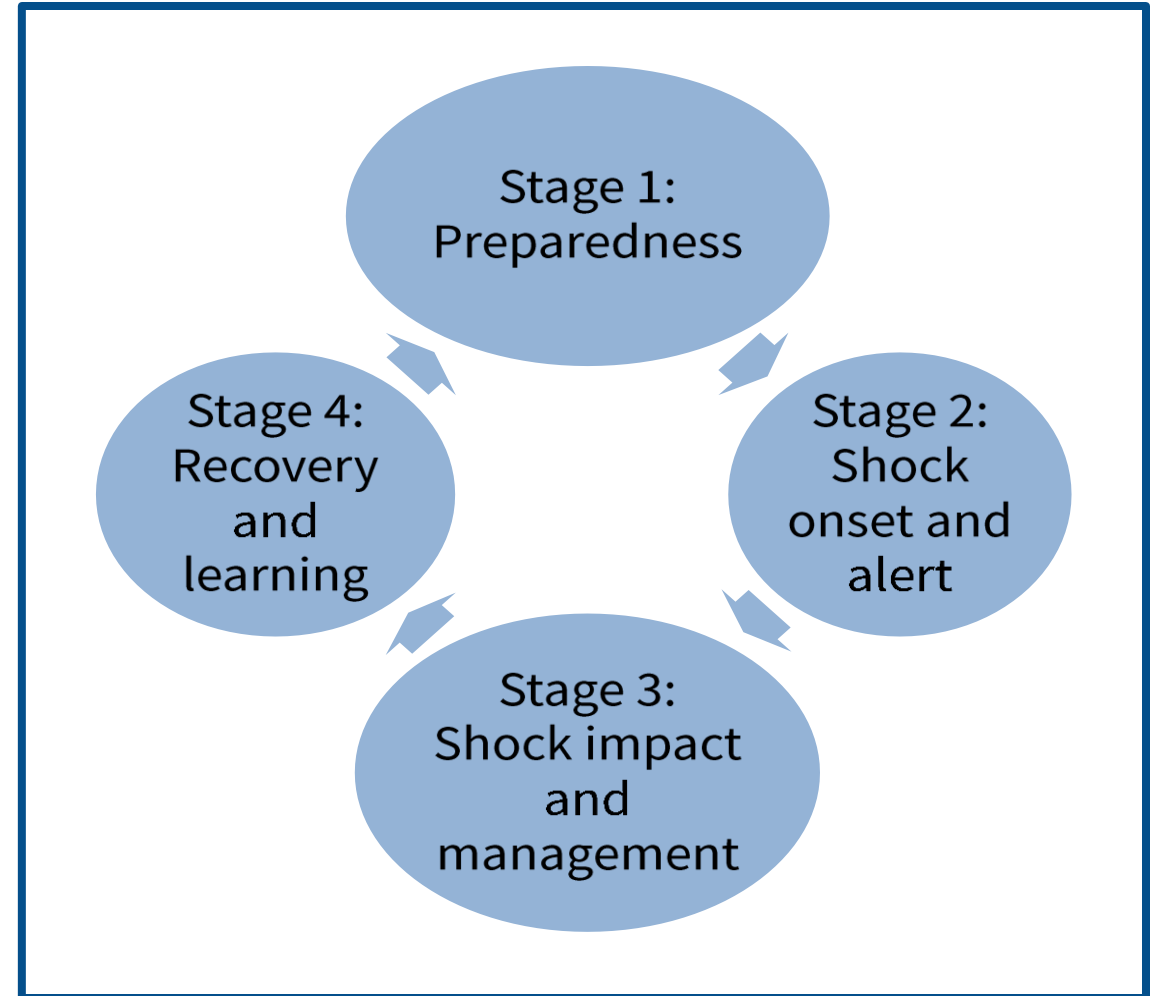 Stage 1:
Preparedness
Stage 2:
Shock
onset and
alert
Stage 3:
Shock impact
and
management
Stage 4:
Recovery
and
learning